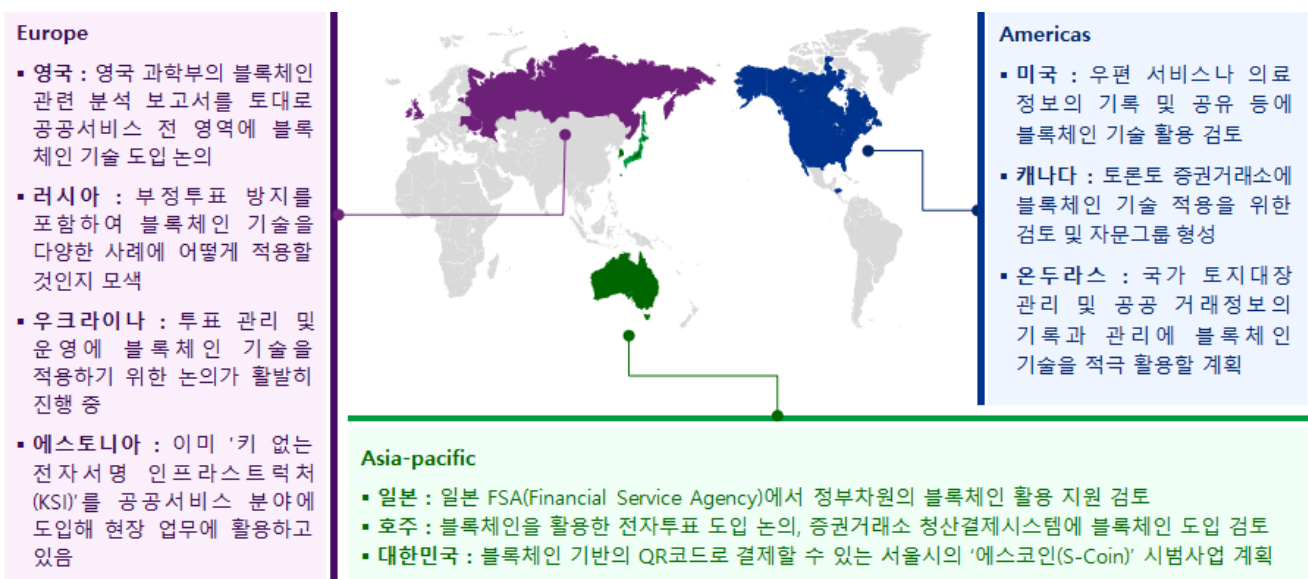 Europe
▪ 영국 : 영국 과학부의 블록체인
관련 분석 보고서를 토대로
공공서비스 전 영역에 블록
체인 기술 도입 논의
▪ 러시아 : 부정투표 방지를
포함하여 블록체인 기술을
다양한 사례에 어떻게 적용할
것인지 모색
▪ 우크라이나 : 투표 관리 및
운영에 블록체인 기술을
적용하기 위한 논의가 활발히
진행 중
▪ 에스토니아 : 이미 '키 없는
전자서명 인프라스트럭처
(KSI)'를 공공서비스 분야에
도입해 현장 업무에 활용하고
있음
Americas
▪ 미국 : 우편 서비스나 의료
정보의 기록 및 공유 등에
블록체인 기술 활용 검토
▪ 캐나다 : 토론토 증권거래소에
블록체인 기술 적용을 위한
검토 및 자문그룹 형성
▪ 온두라스 : 국가 토지대장
관리 및 공공 거래정보의
기록과 관리에 블록체인
기술을 적극 활용할 계획
Asia-pacific
▪ 일본 : 일본 FSA(Financial Service Agency)에서 정부차원의 블록체인 활용 지원 검토
▪ 호주 : 블록체인을 활용한 전자투표 도입 논의, 증권거래소 청산결제시스템에 블록체인 도입 검토
▪ 대한민국 : 블록체인 기반의 QR코드로 결제할 수 있는 서울시의 '에스코인(S-Coin)' 시범사업 계획